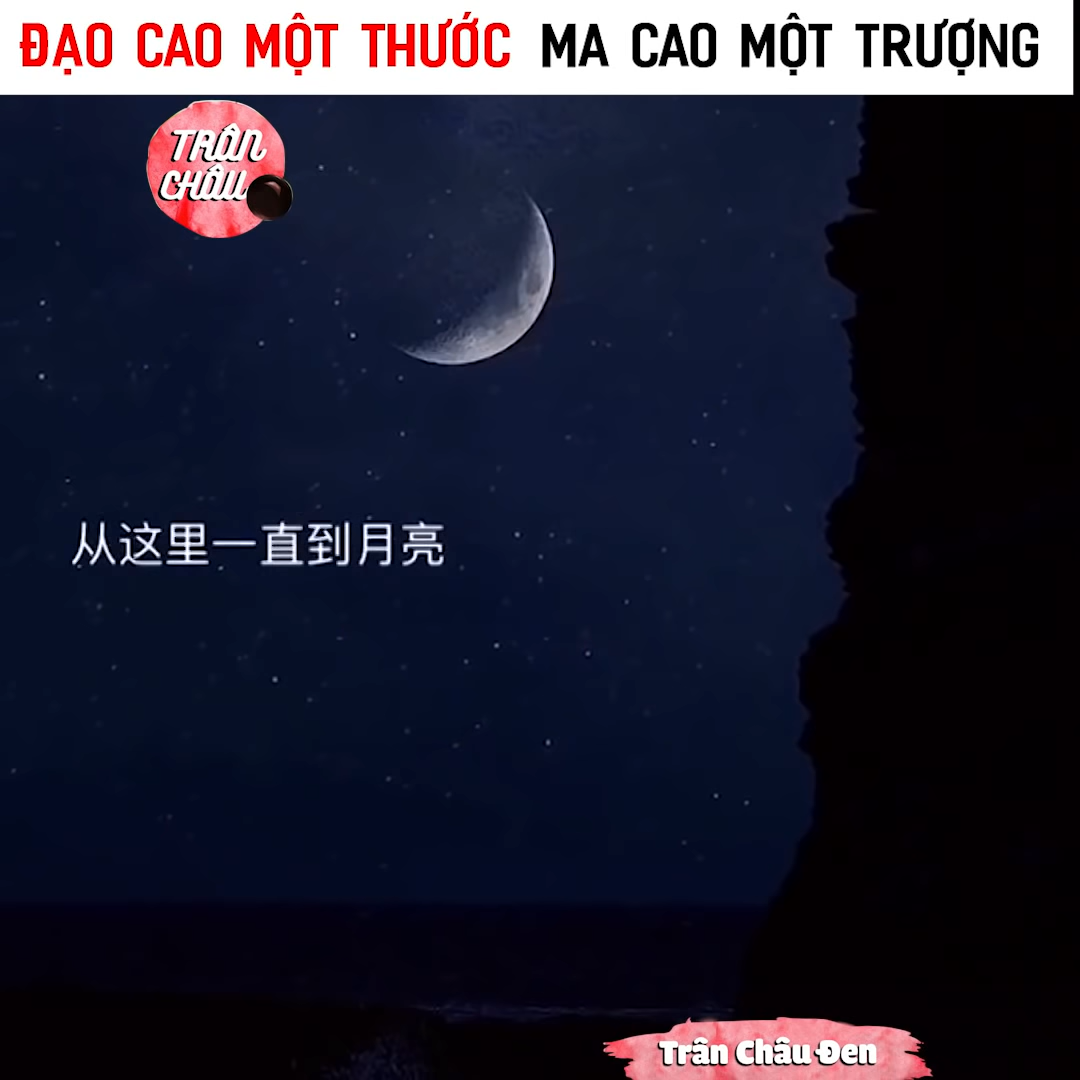 ĐẠO CAO MỘT THƯỚC MA CAO MỘT TRƯỢNG
TRÂN
CHÂU
从这里一直到月亮
Trân Châu Đen